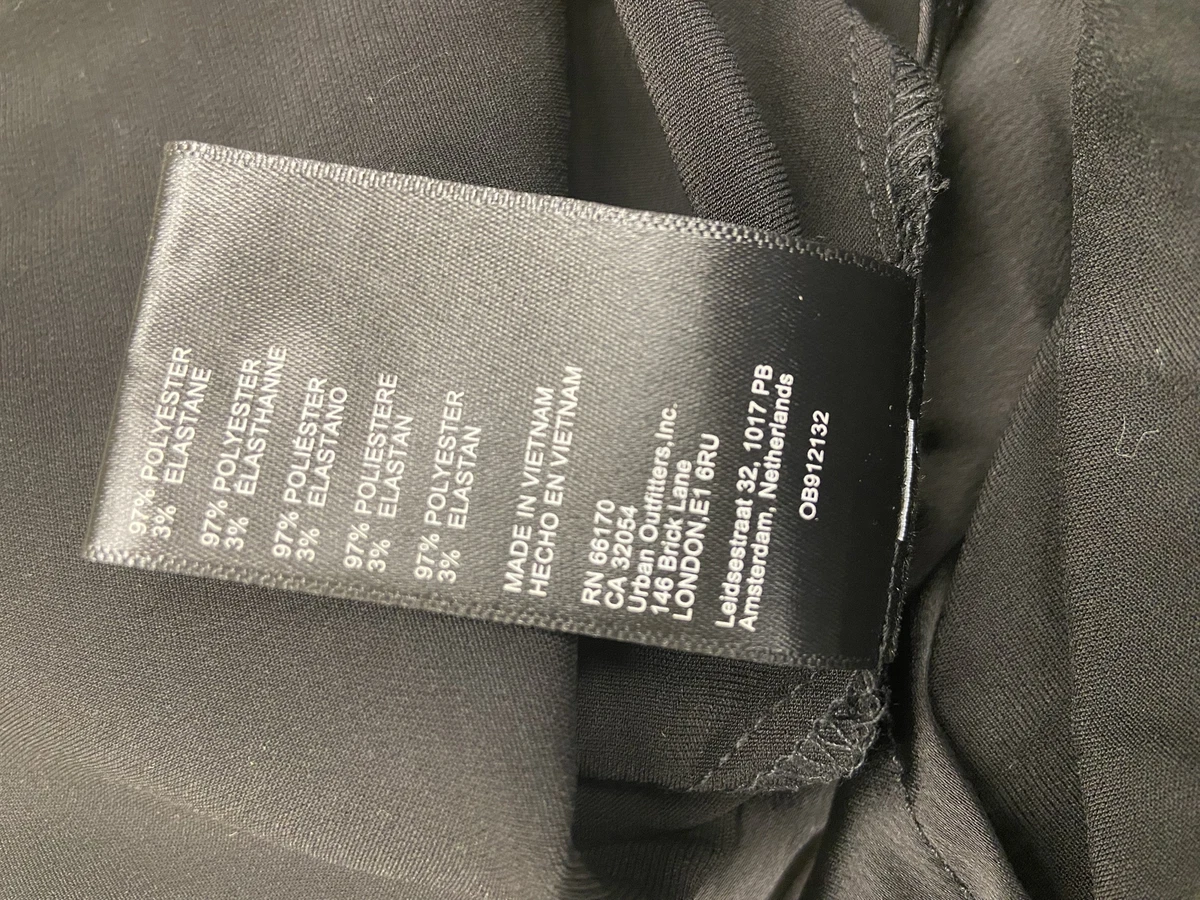 97% POLYESTER
3% ELASTANE
97% POLYESTER
3% ELASTHANNE
97% POLIÉSTER
3% ELASTANO
97% POLIESTERE
3% ELASTAN
97% POLYESTER
3% ELASTAN
MADE IN VIETNAM
HECHO EN VIETNAM
RN 66170
CA 32054
Urban Outfitters,Inc.
146 Brick Lane
LONDON,E1 6RU
Leidsestraat 32, 1017 PB
Amsterdam, Netherlands
OB912132